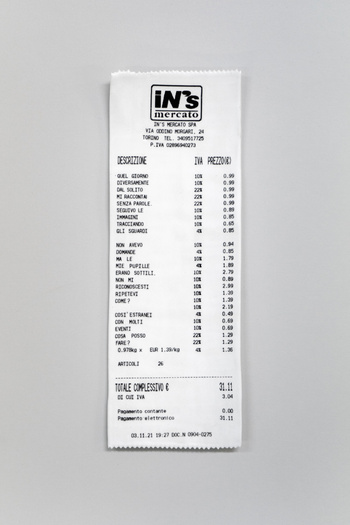 iN's
mercato
IN'S MERCATO SPA
VIA ODDINO MORGARI, 24
TORINO TEL. 3409517725
P.IVA 02896940273
DESCRIZIONE IVA PREZZO(€)
QUEL GIORNO 10% 0.99
DIVERSAMENTE 10% 0.99
DAL SOLITO 22% 0.99
MI RACCONTAI 22% 0.99
SENZA PAROLE. 22% 0.99
SEGUIVO LE 10% 0.89
IMMAGINI 10% 0.85
TRACCIANDO 10% 0.65
GLI SGUARDI 4% 0.85
NON AVEVO 10% 0.94
DOMANDE 4% 0.85
MA LE 10% 1.79
MIE PUPILLE 4% 1.89
ERANO SOTTILI. 10% 2.79
NON MI 10% 0.89
RICONOSCESTI 10% 2.99
RIPETEVI 10% 1.39
COME? 10% 1.39
10% 2.19
COSI' ESTRANEI 4% 0.49
CON MOLTI 10% 0.69
EVENTI 10% 0.69
COSA POSSO 22% 1.29
FARE? 22% 1.29
0.978kg x EUR 1.39/kg 4% 1.36
ARTICOLI 26
TOTALE COMPLESSIVO € 31.11
DI CUI IVA 3.04
Pagamento contante 0.00
Pagamento elettronico 31.11
03.11.21 19:27 DOC.N 0904-0275